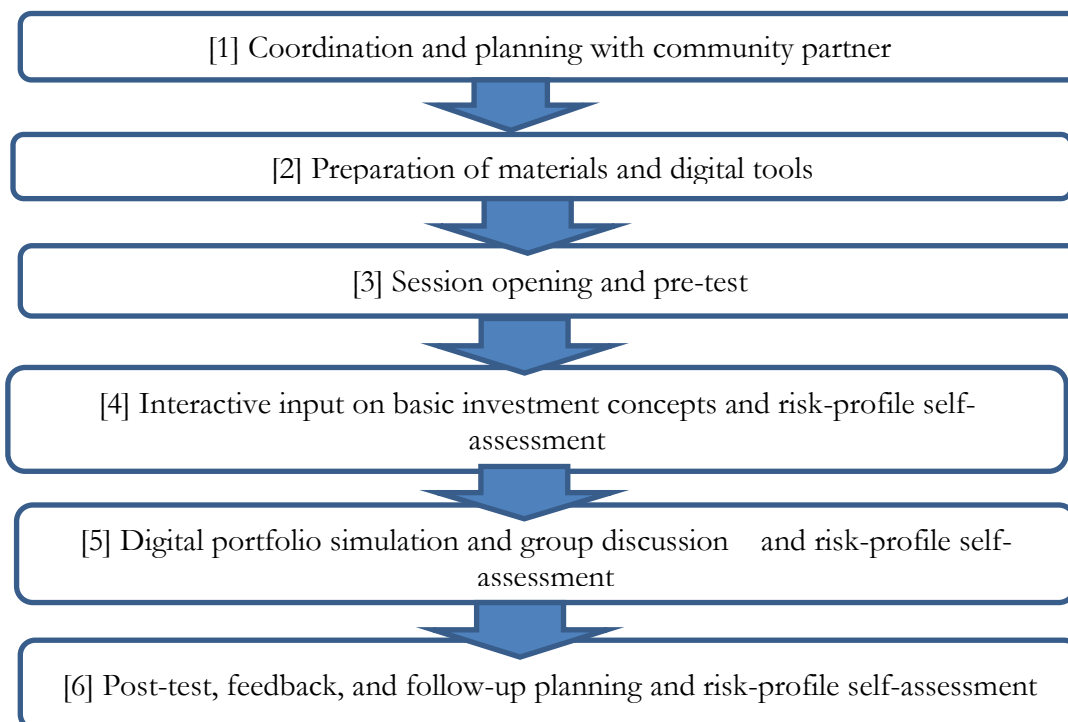 [1] Coordination and planning with community partner
[2] Preparation of materials and digital tools
[3] Session opening and pre-test
[4] Interactive input on basic investment concepts and risk-profile self-
assessment
[5] Digital portfolio simulation and group discussion and risk-profile self-
assessment
[6] Post-test, feedback, and follow-up planning and risk-profile self-assessment